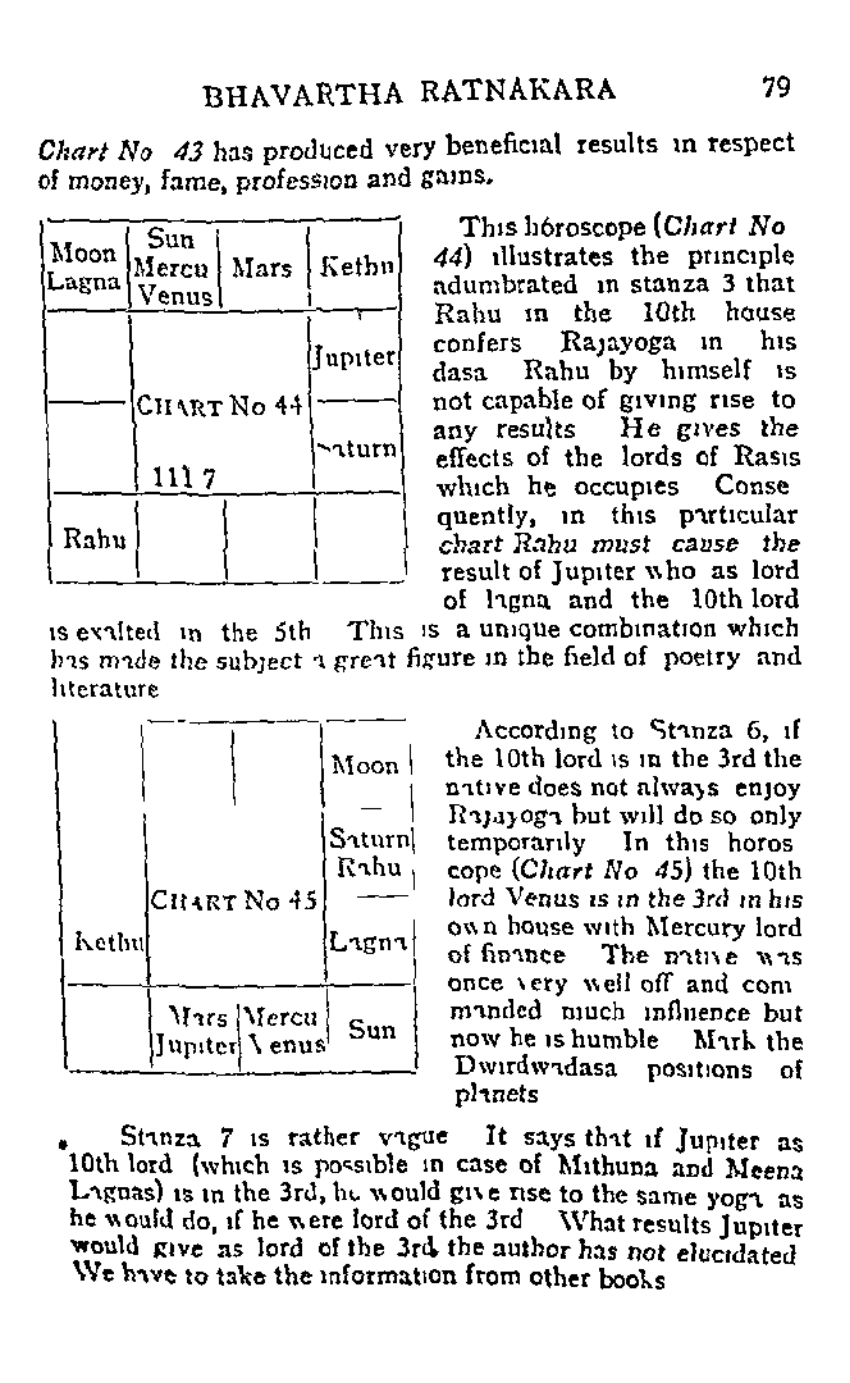 BHAVARTHA RATNAKARA 79
Chart No 43 has produced very beneficial results in respect
of money, fame, profession and gains.
Moon
Lagna
Sun
Mercu
Venus
Mars
Kethu
Jupiter
CHART No 44
Saturn
Rahu
This horoscope (Chart No
44) illustrates the principle
adumbrated in stanza 3 that
Rahu in the 10th house
confers Rajayoga in his
dasa Rahu by himself is
not capable of giving rise to
any results He gives the
effects of the lords of Rasis
which he occupies Conse
quently, in this particular
chart Rahu must cause the
result of Jupiter who as lord
of lagna and the 10th lord
is exalted in the 5th This is a unique combination which
has made the subject a great figure in the field of poetry and
literature
Moon
Saturn
Rahu
CHART No 45
Kethu
Lagna
Mars
Jupiter
Mercu
Venus
Sun
According to Stanza 6, if
the 10th lord is in the 3rd the
native does not always enjoy
Rajayoga but will do so only
temporarily In this horos
cope (Chart No 45) the 10th
lord Venus is in the 3rd in his
own house with Mercury lord
of finance The native was
once very well off and com
manded much influence but
now he is humble Mark the
Dwirdwadasa positions of
planets
Stanza 7 is rather vague It says that if Jupiter as
10th lord (which is possible in case of Mithuna and Meena
Lagnas) is in the 3rd, he would give rise to the same yoga as
he would do, if he were lord of the 3rd What results Jupiter
would give as lord of the 3rd, the author has not elucidated
We have to take the information from other books